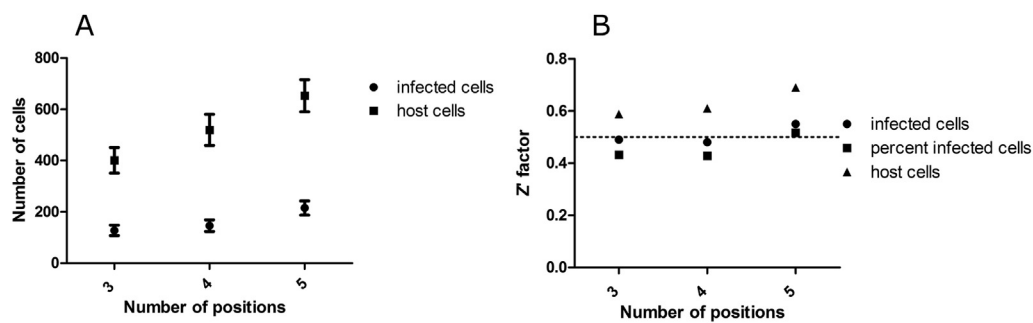 A
Number of cells
800
600
400
200
0
3
4
5
Number of positions
infected cells
host cells
B
Z' factor
0.8
0.6
0.4
0.2
0.0
3
4
5
Number of positions
infected cells
percent infected cells
host cells